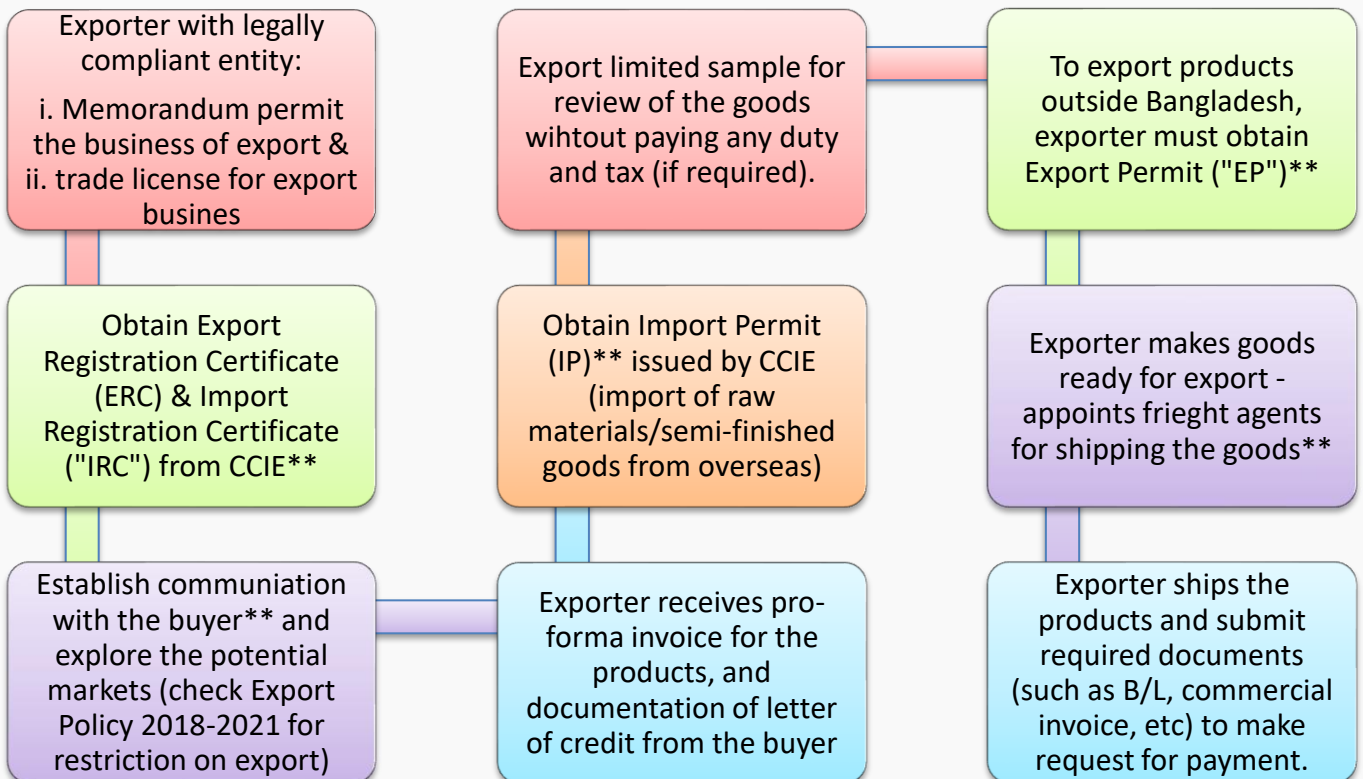 Exporter with legally
compliant entity:
i. Memorandum permit
the business of export &
ii. trade license for export
busines
Obtain Export
Registration Certificate
(ERC) & Import
Registration Certificate
("IRC") from CCIE**
Establish communiation
with the buyer** and
explore the potential
markets (check Export
Policy 2018-2021 for
restriction on export)
Exporter receives pro-
forma invoice for the
products, and
documentation of letter
of credit from the buyer
Obtain Import Permit
(IP)** issued by CCIE
(import of raw
materials/semi-finished
goods from overseas)
Export limited sample for
review of the goods
wihtout paying any duty
and tax (if required).
To export products
outside Bangladesh,
exporter must obtain
Export Permit ("EP")**
Exporter makes goods
ready for export -
appoints frieght agents
for shipping the goods**
Exporter ships the
products and submit
required documents
(such as B/L, commercial
invoice, etc) to make
request for payment.